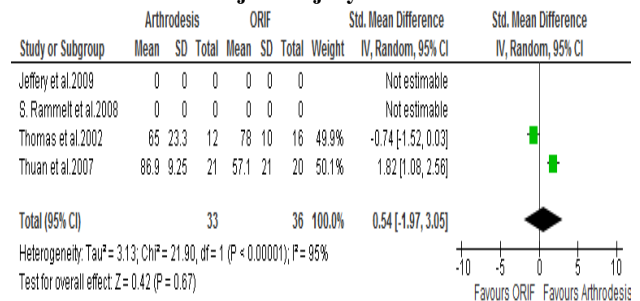 Arthrodesis ORIF Std. Mean Difference Std. Mean Difference
Study or Subgroup Mean SD Total Mean SD Total Weight IV, Random, 95% CI IV, Random, 95% CI
Jeffery et al.2009 0 0 0 0 0 0 Not estimable
S. Rammelt et al.2008 0 0 0 0 0 0 Not estimable
Thomas et al.2002 65 23.3 12 78 10 16 49.9% -0.74 [-1.52, 0.03]
Thuan et al.2007 86.9 9.25 21 57.1 21 20 50.1% 1.82 [1.08, 2.56]
Total (95% CI) 33 36 100.0% 0.54 [-1.97, 3.05]
Heterogeneity: Tau² = 3.13; Chi² = 21.90, df = 1 (P < 0.00001); I² = 95%
Test for overall effect: Z = 0.42 (P = 0.67)
-10 -5 0 5 10
Favours ORIF Favours Arthrodesis